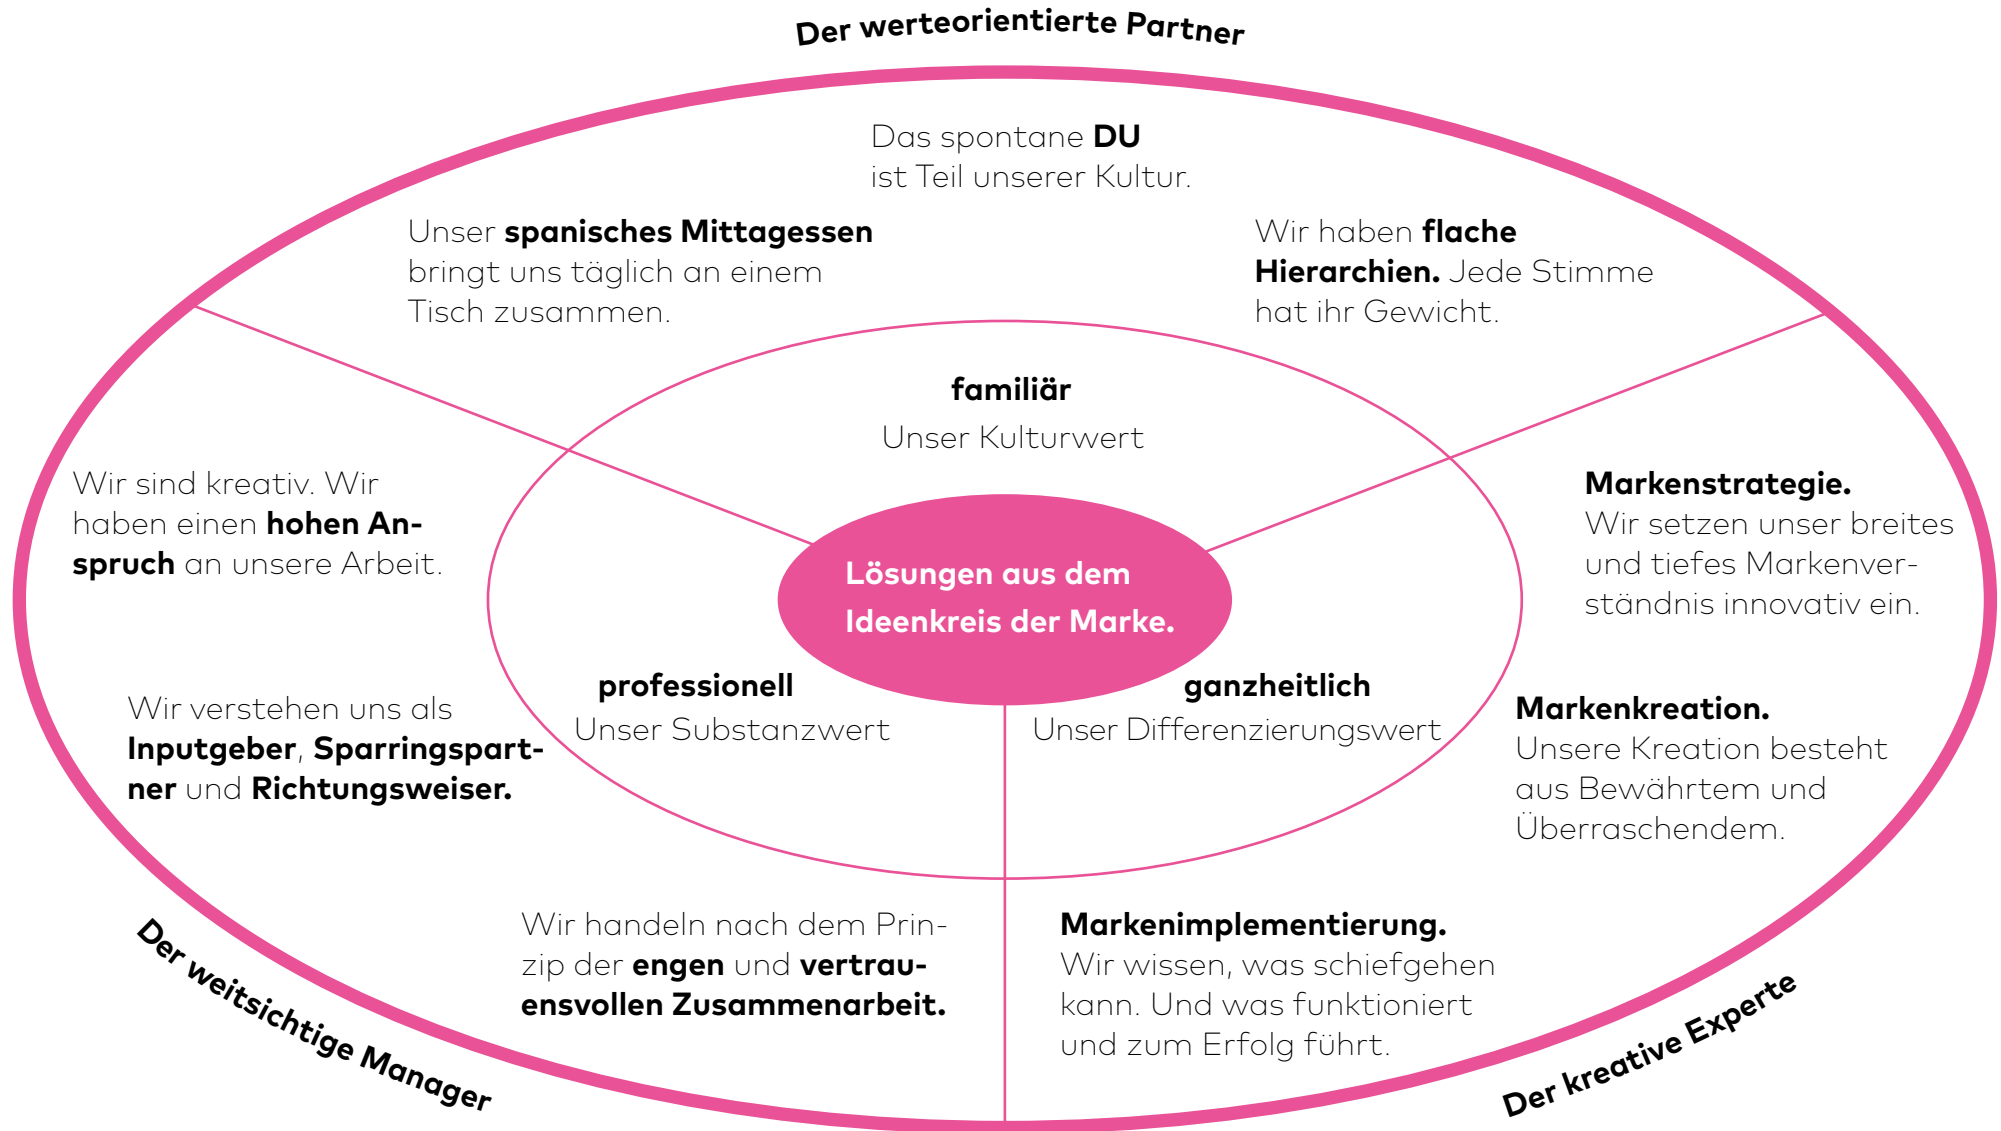 Der werteorientierte Partner
Das spontane DU
ist Teil unserer Kultur.
Unser spanisches Mittagessen
bringt uns täglich an einem
Tisch zusammen.
Wir haben flache
Hierarchien. Jede Stimme
hat ihr Gewicht.
familiär
Unser Kulturwert
Wir sind kreativ. Wir
haben einen hohen An-
spruch an unsere Arbeit.
Lösungen aus dem
Ideenkreis der Marke.
Markenstrategie.
Wir setzen unser breites
und tiefes Markenver-
ständnis innovativ ein.
professionell
Unser Substanzwert
ganzheitlich
Unser Differenzierungswert
Wir verstehen uns als
Inputgeber, Sparringspart-
ner und Richtungsweiser.
Markenkreation.
Unsere Kreation besteht
aus Bewährtem und
Überraschendem.
Wir handeln nach dem Prin-
zip der engen und vertrau-
ensvollen Zusammenarbeit.
Markenimplementierung.
Wir wissen, was schiefgehen
kann. Und was funktioniert
und zum Erfolg führt.
Der weitsichtige Manager
Der kreative Experte